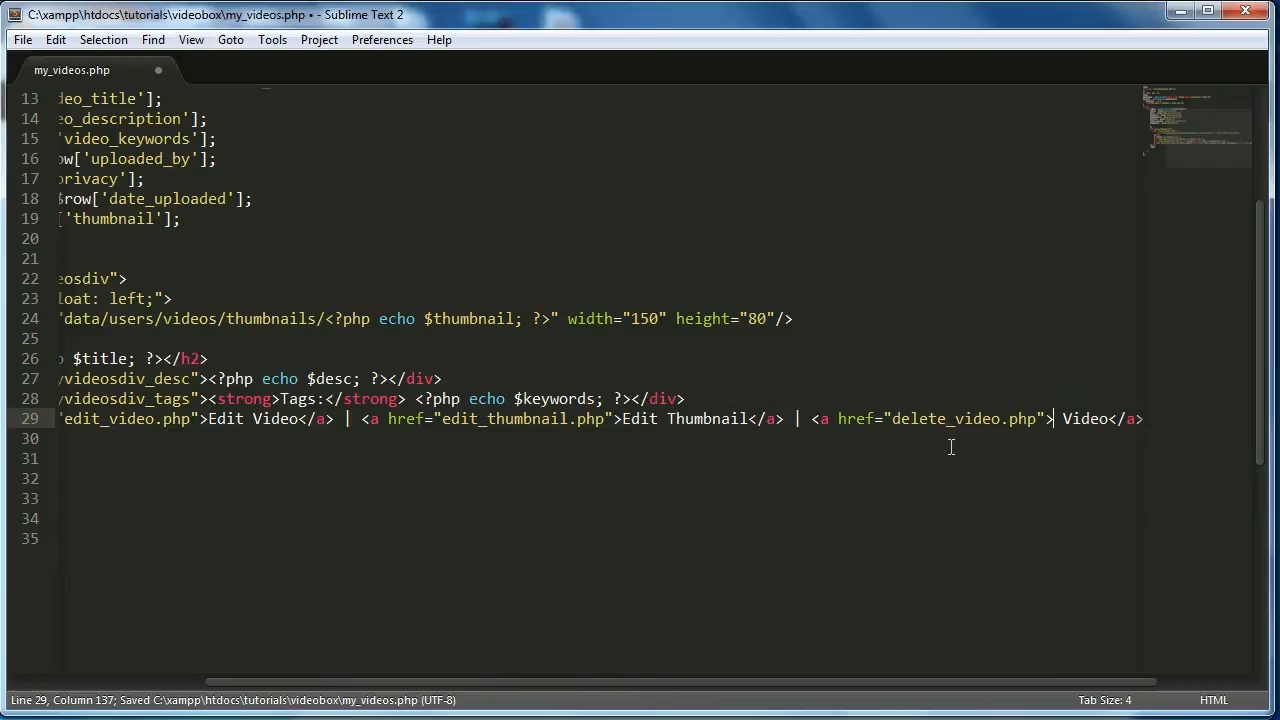 C:\xampp\htdocs\tutorials\videobox\my_videos.php • - Sublime Text 2
File Edit Selection Find View Goto Tools Project Preferences Help
my_videos.php
13 deo_title'];
14 eo_description'];
15 'video_keywords'];
16 ow['uploaded_by'];
17 privacy'];
18 $row['date_uploaded'];
19 ['thumbnail'];
20
21
22 eosdiv">
23 loat: left;">
24 "data/users/videos/thumbnails/<?php echo $thumbnail; ?>" width="150" height="80"/>
25
26 o $title; ?></h2>
27 yvideosdiv_desc"><?php echo $desc; ?></div>
28 yvideosdiv_tags"><strong>Tags:</strong> <?php echo $keywords; ?></div>
29 "edit_video.php">Edit Video</a> | <a href="edit_thumbnail.php">Edit Thumbnail</a> | <a href="delete_video.php"> Video</a>
30
31
32
33
34
35
Line 29, Column 137; Saved C:\xampp\htdocs\tutorials\videobox\my_videos.php (UTF-8) Tab Size: 4 HTML